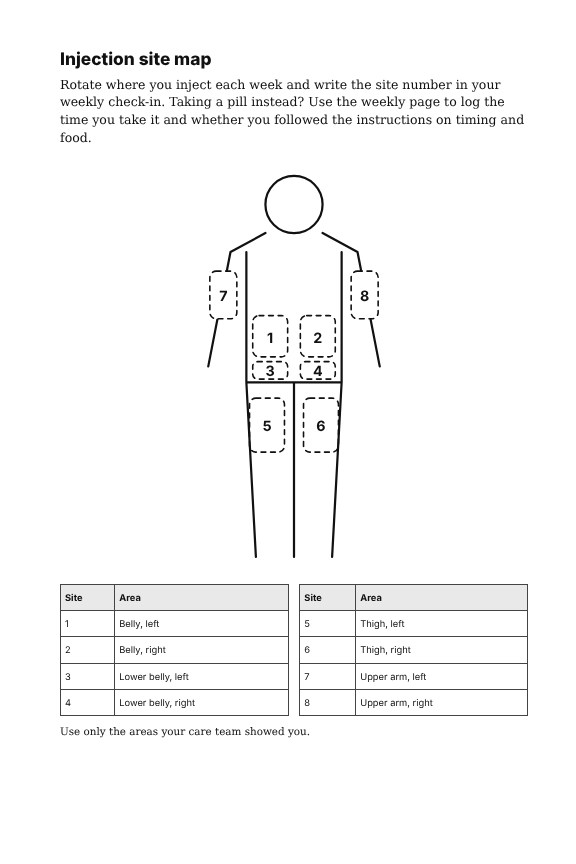 Injection site map
Rotate where you inject each week and write the site number in your
weekly check-in. Taking a pill instead? Use the weekly page to log the
time you take it and whether you followed the instructions on timing and
food.
7
8
1
2
3
4
5
6
Site Area
1 Belly, left
2 Belly, right
3 Lower belly, left
4 Lower belly, right
Site Area
5 Thigh, left
6 Thigh, right
7 Upper arm, left
8 Upper arm, right
Use only the areas your care team showed you.